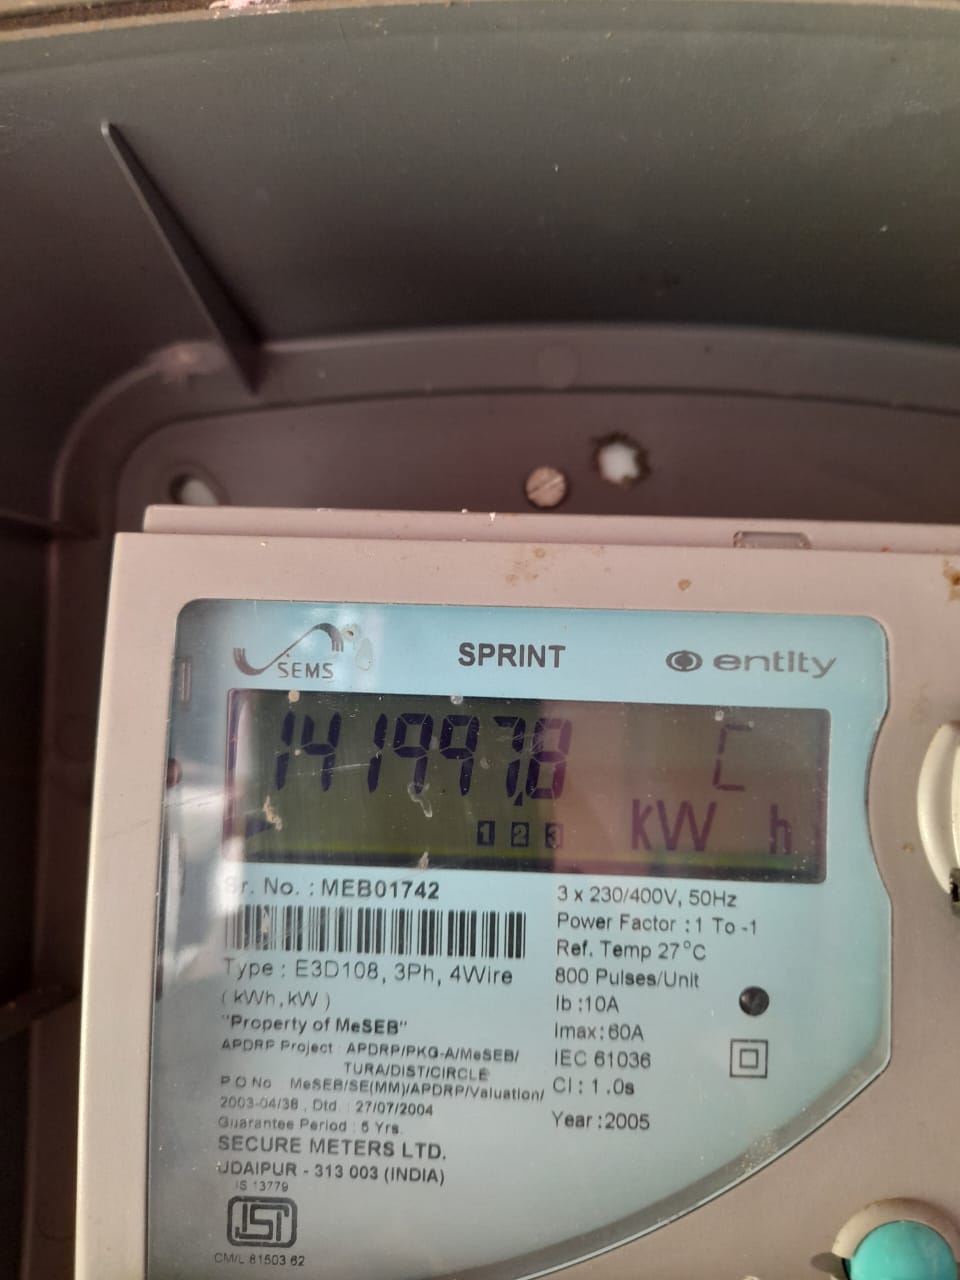 SEMS
SPRINT
entity
141997.8 C
1 2 3 kW h
Sr. No. : MEB01742
Type : E3D108, 3Ph, 4Wire
( kWh, kW )
"Property of MeSEB"
APDRP Project : APDRP/PKG-A/MeSEB/
TURA/DIST/CIRCLE
P.O No : MeSEB/SE(MM)/APDRP/Valuation/
2003-04/38 , Dtd : 27/07/2004
Guarantee Period : 5 Yrs.
SECURE METERS LTD.
UDAIPUR - 313 003 (INDIA)
IS 13779
ISI
CM/L 8150362
3 x 230/400V, 50Hz
Power Factor : 1 To -1
Ref. Temp 27°C
800 Pulses/Unit
Ib :10A
Imax: 60A
IEC 61036
Cl : 1.0s
Year :2005